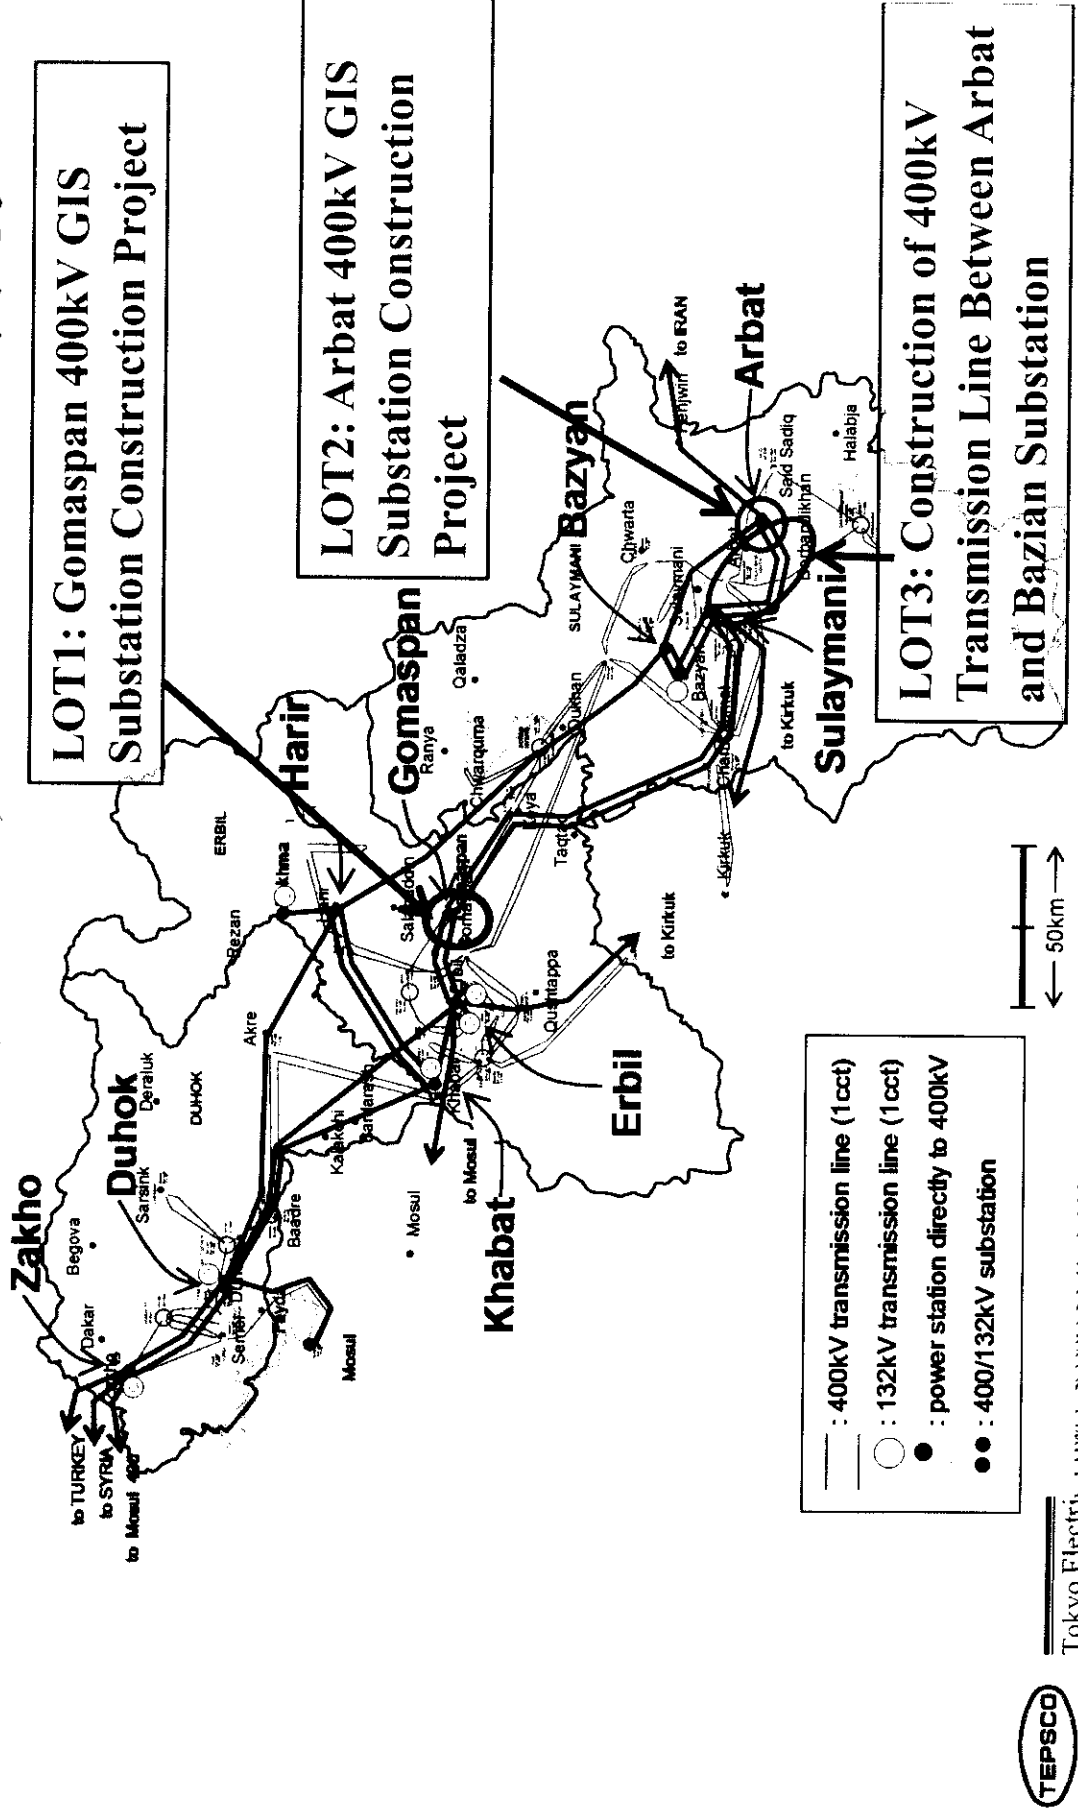 LOT1: Gomaspan 400kV GIS
Substation Construction Project
LOT2: Arbat 400kV GIS
Substation Construction
Project
LOT3: Construction of 400kV
Transmission Line Between Arbat
and Bazian Substation
Zakho
Duhok
Harir
Gomaspan
Bazyan
Arbat
Sulaymani
Erbil
Khabat
to TURKEY
to SYRIA
Dakar
Begova
Sarsink
Deraluk
DUHOK
Baadre
Mosul
Mosul
to Mosul
Akre
Rezan
ERBIL
Qushtappa
to Kirkuk
Ranya
Qaladza
Chwarquma
SULAYMANI
Chwarta
Kirkuk
to Kirkuk
Said Sadiq
Halabja
to IRAN
50km
: 400kV transmission line (1cct)
: 132kV transmission line (1cct)
: power station directly to 400kV
: 400/132kV substation
TEPSCO